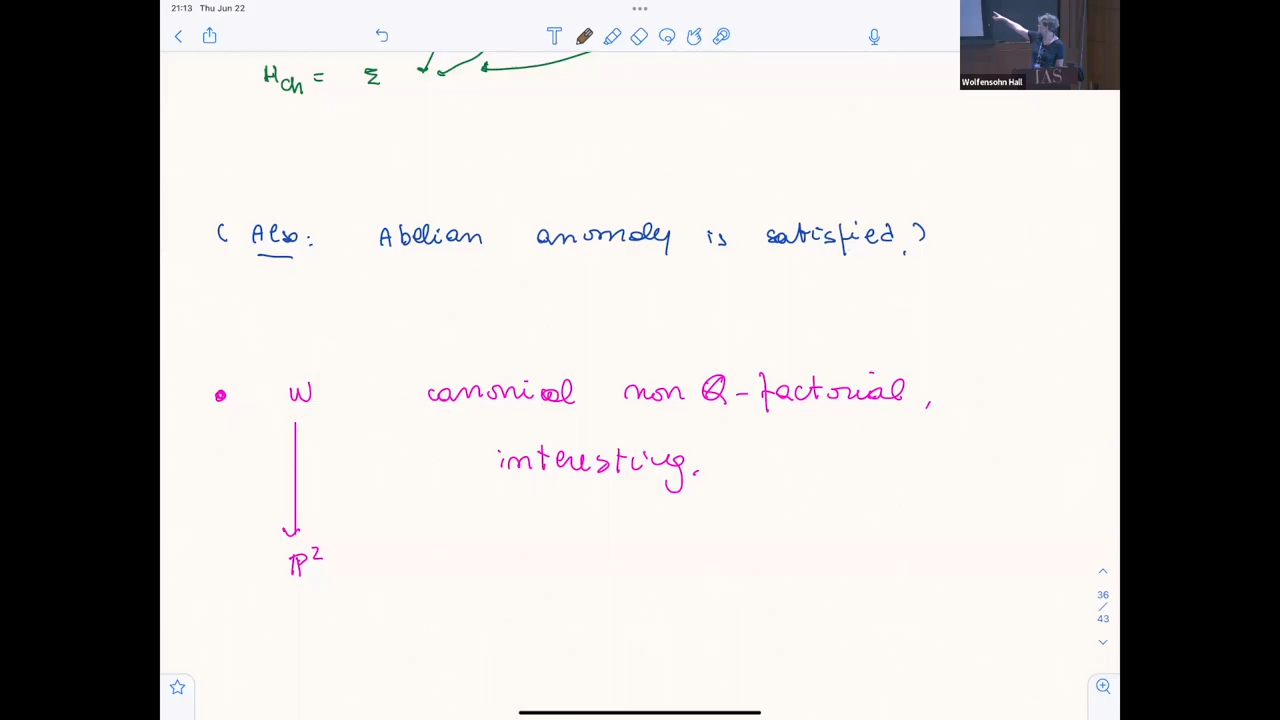 21:13 Thu Jun 22
H_ch = Σ
(Also: Abelian anomaly is satisfied.)
• W canonical non Q-factorial,
interesting.
P²
36
/
43
IAS
Wolfensohn Hall